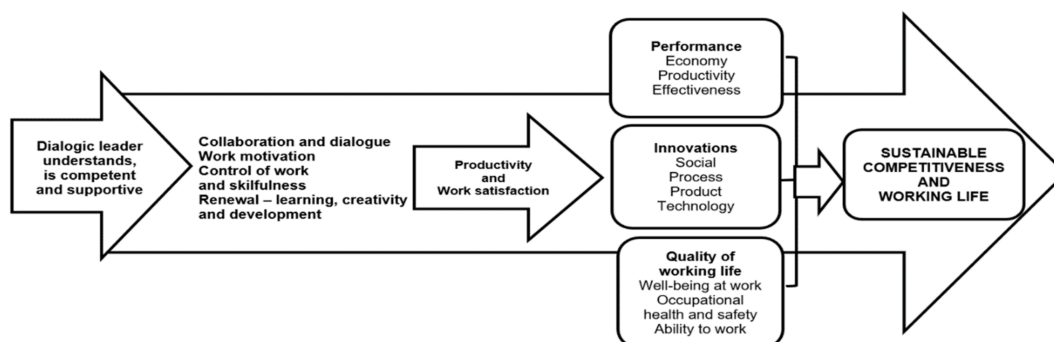 Dialogic leader
understands,
is competent
and supportive
Collaboration and dialogue
Work motivation
Control of work
and skilfulness
Renewal – learning, creativity
and development
Productivity
and
Work satisfaction
Performance
Economy
Productivity
Effectiveness
Innovations
Social
Process
Product
Technology
Quality of
working life
Well-being at work
Occupational
health and safety
Ability to work
SUSTAINABLE
COMPETITIVENESS
AND
WORKING LIFE